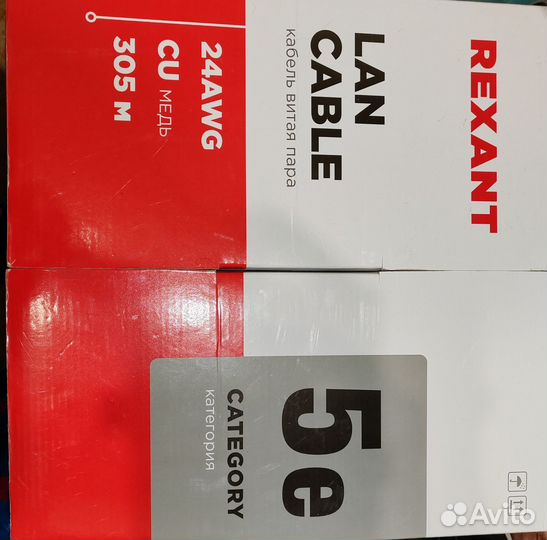 REXANT
LAN
CABLE
кабель витая пара
24AWG
CU МЕДЬ
305 М
5e
CATEGORY
категория
Avito